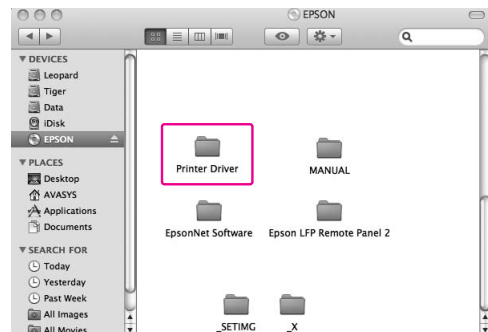 EPSON
DEVICES
Leopard
Tiger
Data
iDisk
EPSON
PLACES
Desktop
AVASYS
Applications
Documents
SEARCH FOR
Today
Yesterday
Past Week
All Images
All Movies
Printer Driver
MANUAL
EpsonNet Software
Epson LFP Remote Panel 2
_SETIMG
_X